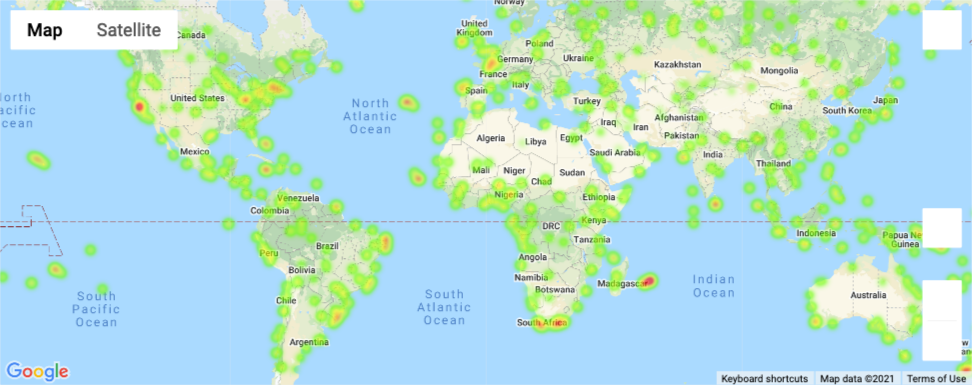 Map
Satellite
Canada
United States
Mexico
North
Atlantic
Ocean
acific
cean
Norway
United
Kingdom
Poland
Germany
Ukraine
France
Spain
Italy
Turkey
Kazakhstan
Mongolia
China
South Korea
Japan
Afghanistan
Pakistan
Iraq
Iran
India
Thailand
Algeria
Libya
Egypt
Saudi Arabia
Mali
Niger
Chad
Sudan
Nigeria
Ethiopia
Kenya
DRC
Tanzania
Angola
Namibia
Botswana
Madagascar
South Africa
Venezuela
Colombia
Peru
Brazil
Bolivia
Chile
Argentina
South
Pacific
Ocean
South
Atlantic
Ocean
Indian
Ocean
Indonesia
Papua Ne
Guinea
Australia
Google
Keyboard shortcuts
Map data ©2021
Terms of Use